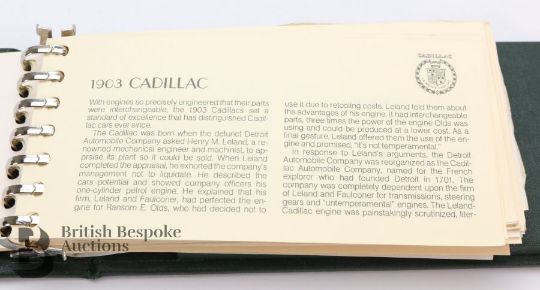 1903 CADILLAC
With engines so precisely engineered that their parts
were interchangeable, the 1903 Cadillacs set a
standard of excellence that has distinguished Cadil-
lac cars ever since.
The Cadillac was born when the defunct Detroit
Automobile Company asked Henry M. Leland, a re-
nowned mechanical engineer and machinist, to ap-
praise its plant so it could be sold. When Leland
completed the appraisal, he exhorted the company's
management not to liquidate. He described the
cars potential and showed company officers his
one-cylinder petrol engine. He explained that his
firm, Leland and Faulconer, had perfected the en-
gine for Ransom E. Olds, who had decided not to
CADILLAC
use it due to retooling costs. Leland told them about
the advantages of his engine. It had interchangeable
parts, three times the power of the engine Olds was
using and could be produced at a lower cost. As a
final gesture, Leland offered them the use of the en-
gine and promised, "it's not temperamental."
In response to Leland's arguments, the Detroit
Automobile Company was reorganized as the Cadil-
lac Automobile Company, named for the French
explorer who had founded Detroit in 1701. The
company was completely dependent upon the firm
of Leland and Faulconer for transmissions, steering
gears and "untemperamental" engines. The Leland-
Cadillac engine was painstakingly scrutinized, filter-
British Bespoke
Auctions